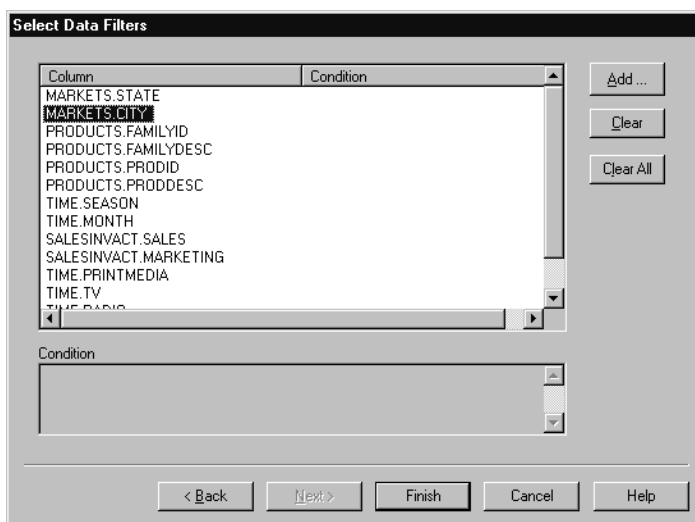 Select Data Filters
Column Condition
MARKETS.STATE
MARKETS.CITY
PRODUCTS.FAMILYID
PRODUCTS.FAMILYDESC
PRODUCTS.PRODID
PRODUCTS.PRODDESC
TIME.SEASON
TIME.MONTH
SALESINVACT.SALES
SALESINVACT.MARKETING
TIME.PRINTMEDIA
TIME.TV
TIME.RADIO
Add ...
Clear
Clear All
Condition
< Back Next > Finish Cancel Help